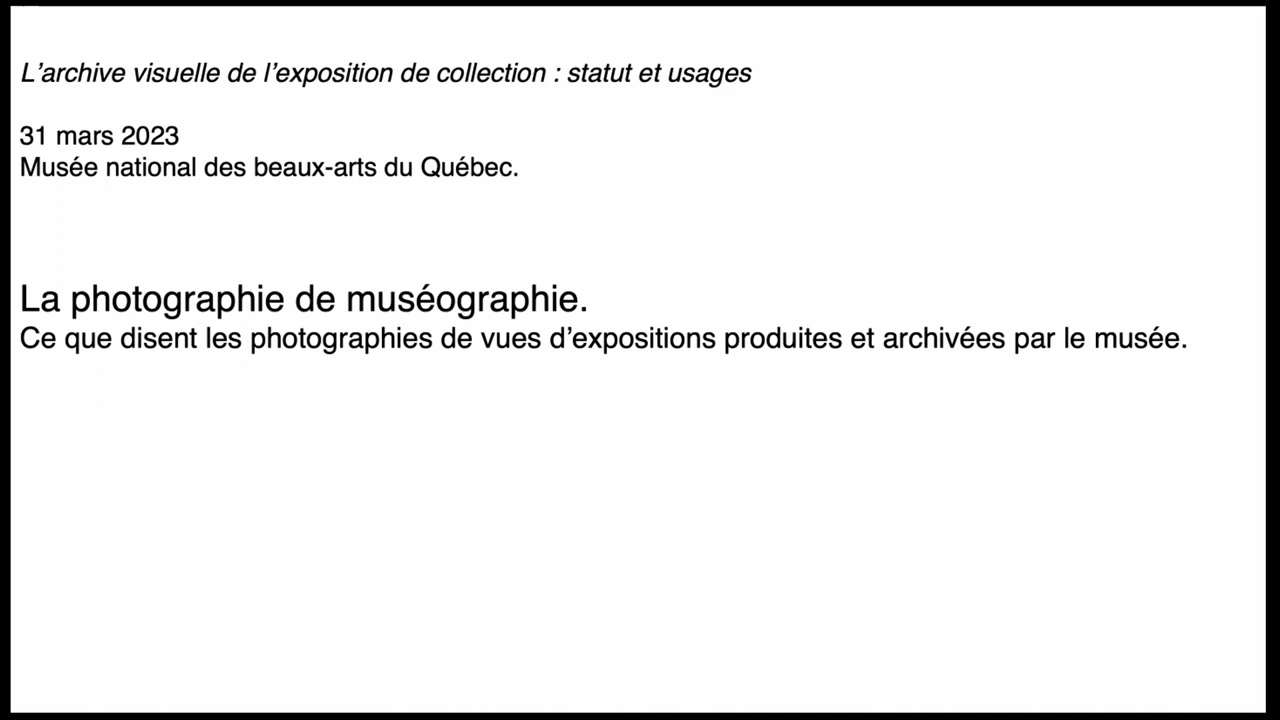 L’archive visuelle de l’exposition de collection : statut et usages
31 mars 2023
Musée national des beaux-arts du Québec.
La photographie de muséographie.
Ce que disent les photographies de vues d’expositions produites et archivées par le musée.